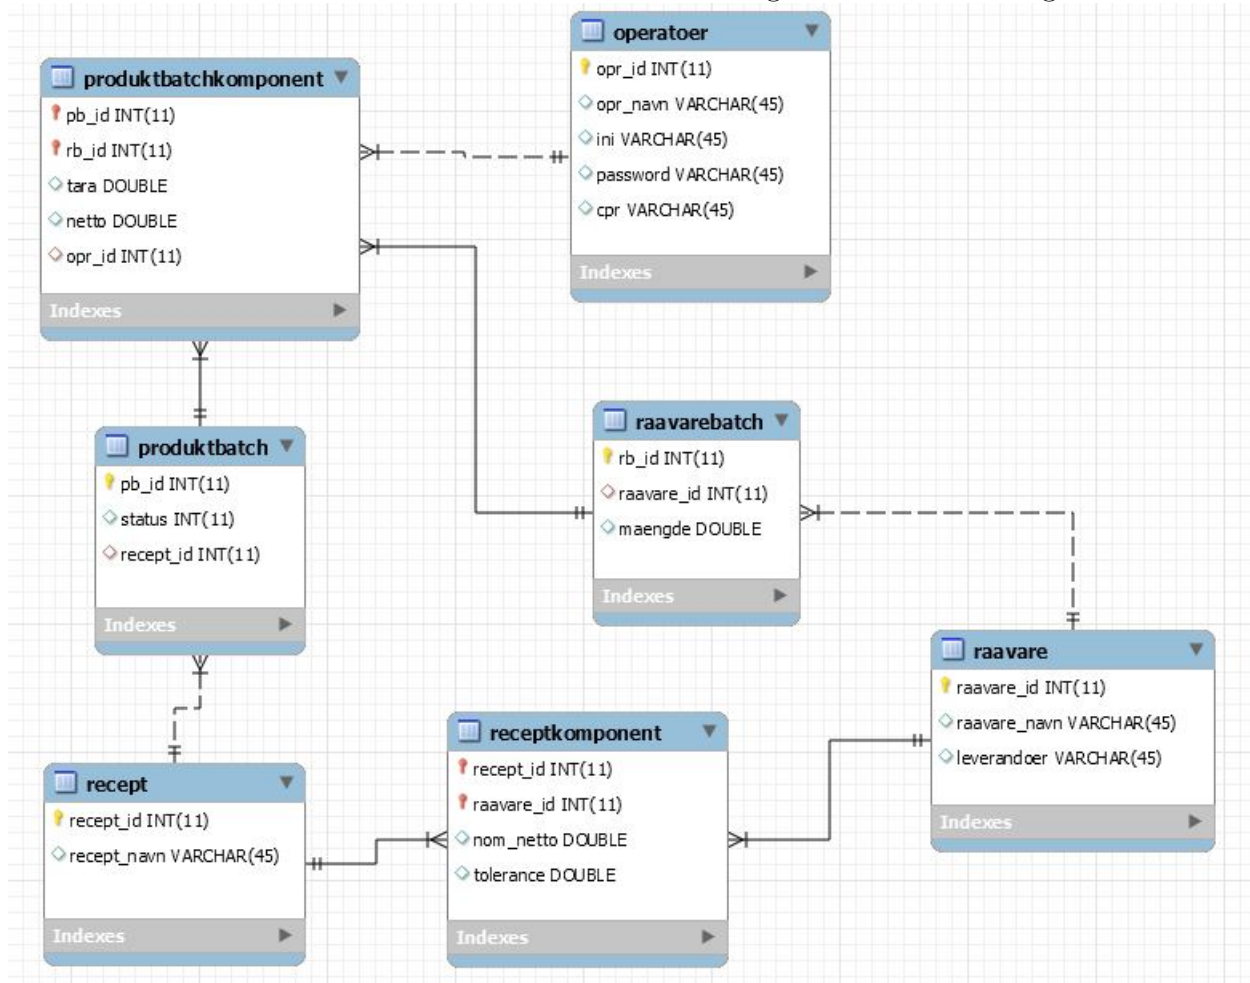 operatoer
opr_id INT(11)
opr_navn VARCHAR(45)
ini VARCHAR(45)
password VARCHAR(45)
cpr VARCHAR(45)
Indexes
produktbatchkomponent
pb_id INT(11)
rb_id INT(11)
tara DOUBLE
netto DOUBLE
opr_id INT(11)
Indexes
produktbatch
pb_id INT(11)
status INT(11)
recept_id INT(11)
Indexes
raavarebatch
rb_id INT(11)
raavare_id INT(11)
maengde DOUBLE
Indexes
raavare
raavare_id INT(11)
raavare_navn VARCHAR(45)
leverandoer VARCHAR(45)
Indexes
receptkomponent
recept_id INT(11)
raavare_id INT(11)
nom_netto DOUBLE
tolerance DOUBLE
Indexes
recept
recept_id INT(11)
recept_navn VARCHAR(45)
Indexes